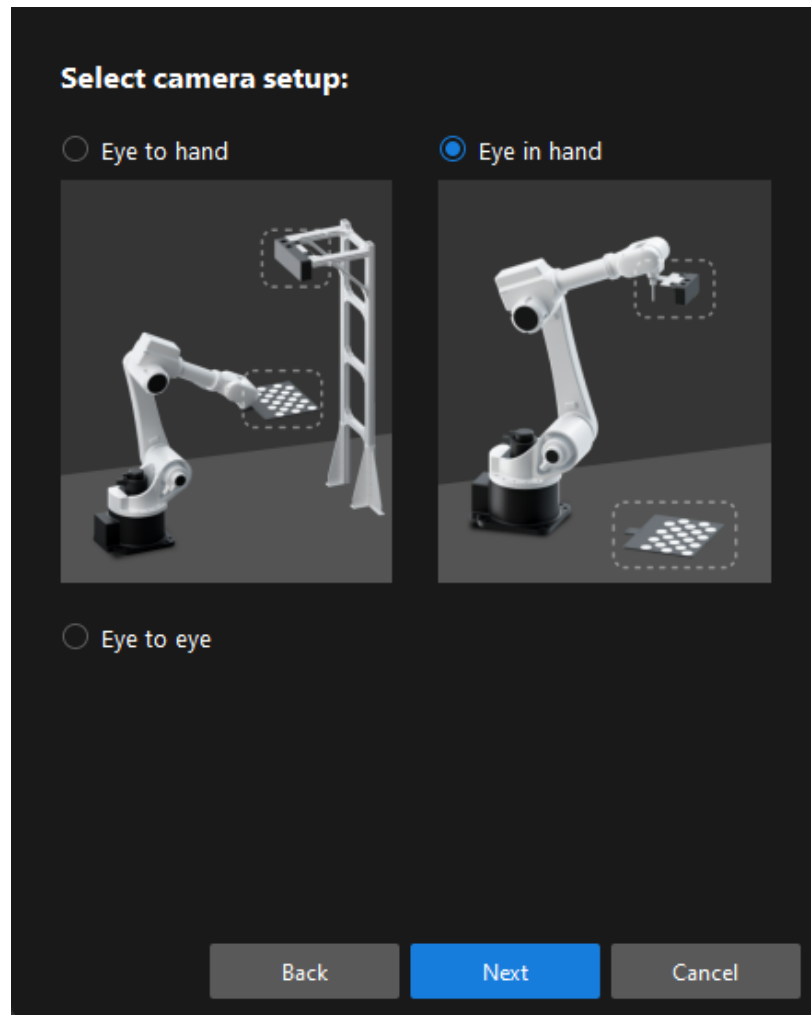 Select camera setup:
Eye to hand
Eye in hand
Eye to eye
Back
Next
Cancel